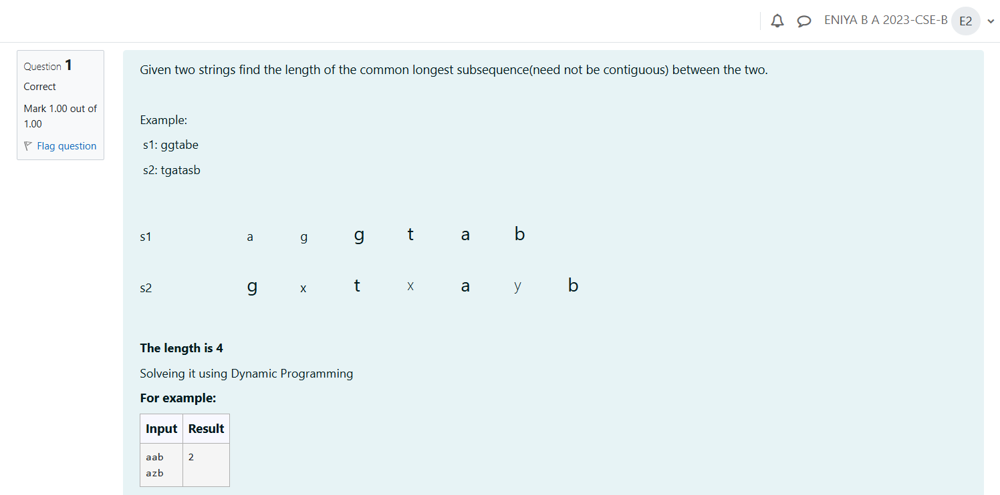 ENIYA B A 2023-CSE-B E2
Question 1
Correct
Mark 1.00 out of
1.00
Flag question
Given two strings find the length of the common longest subsequence(need not be contiguous) between the two.
Example:
s1: ggtabe
s2: tgatasb
s1 a g g t a b
s2 g x t x a y b
The length is 4
Solveing it using Dynamic Programming
For example:
Input Result
aab 2
azb